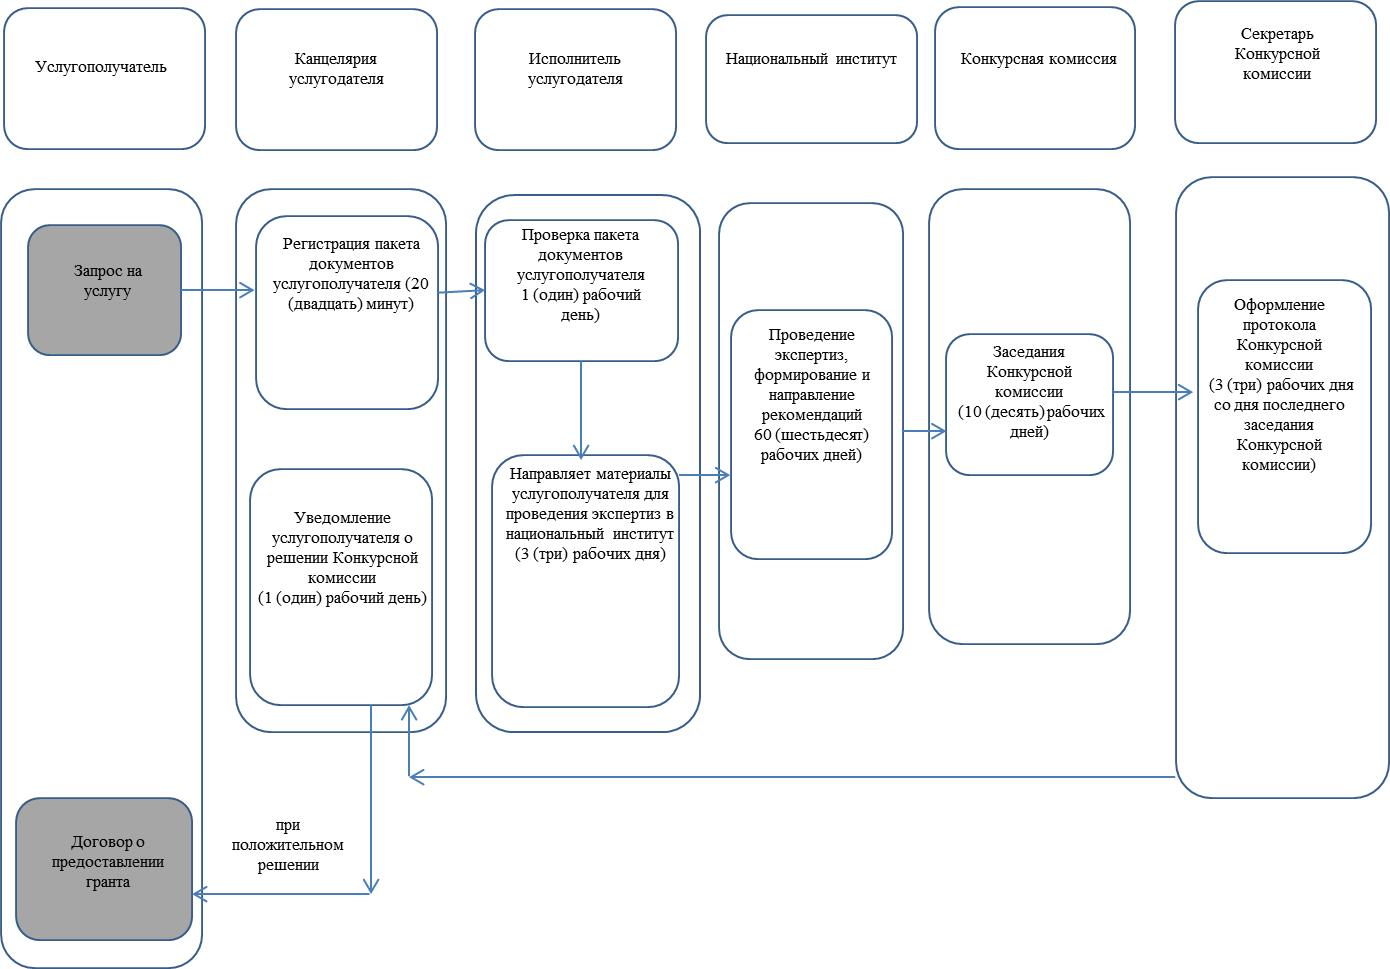 Услугополучатель
Канцелярия
услугодателя
Исполнитель
услугодателя
Национальный институт
Конкурсная комиссия
Секретарь
Конкурсной
комиссии
Запрос на
услугу
Регистрация пакета
документов
услугополучателя (20
(двадцать) минут)
Проверка пакета
документов
услугополучателя
1 (один) рабочий
день)
Направляет материалы
услугополучателя для
проведения экспертиз в
национальный институт
(3 (три) рабочих дня)
Проведение
экспертиз,
формирование и
направление
рекомендаций
60 (шестьдесят)
рабочих дней)
Заседания
Конкурсной
комиссии
(10 (десять) рабочих
дней)
Оформление
протокола
Конкурсной
комиссии
(3 (три) рабочих дня
со дня последнего
заседания
Конкурсной
комиссии)
Уведомление
услугополучателя о
решении Конкурсной
комиссии
(1 (один) рабочий день)
при
положительном
решении
Договор о
предоставлении
гранта